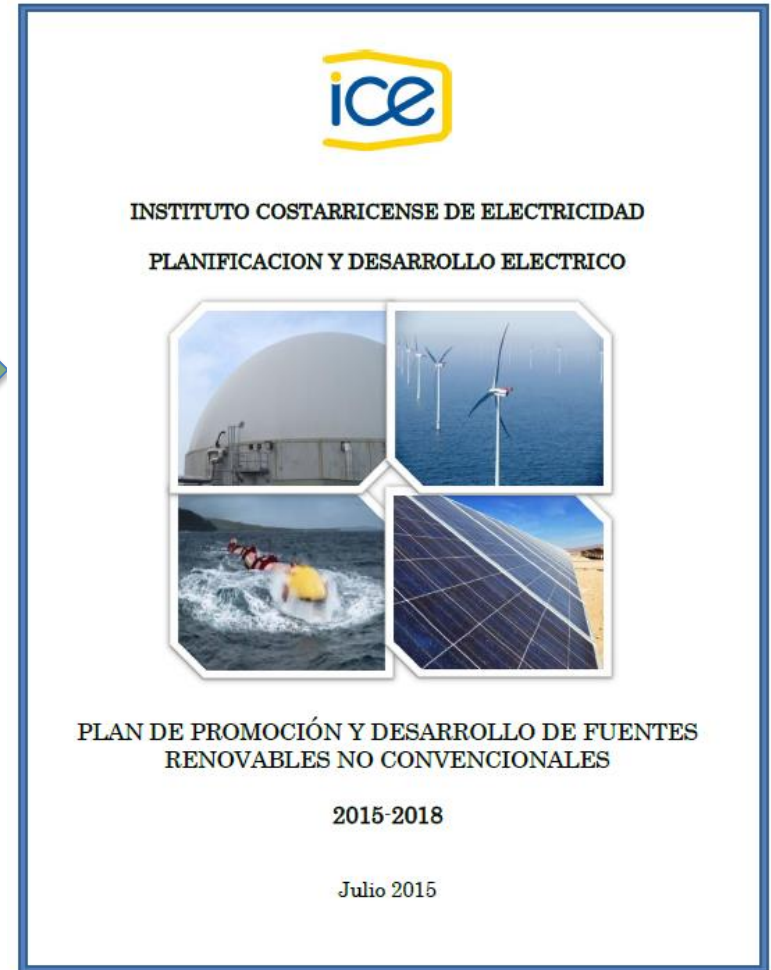 ice
INSTITUTO COSTARRICENSE DE ELECTRICIDAD
PLANIFICACION Y DESARROLLO ELECTRICO
PLAN DE PROMOCIÓN Y DESARROLLO DE FUENTES
RENOVABLES NO CONVENCIONALES
2015-2018
Julio 2015